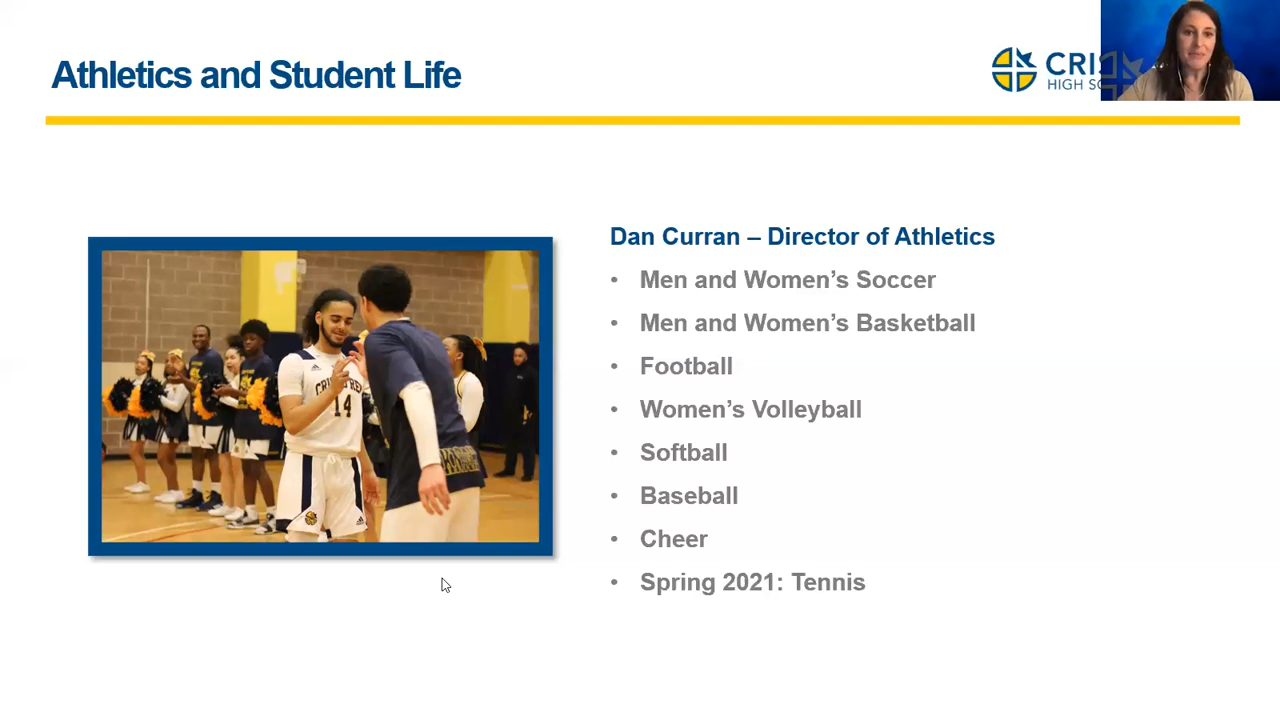 Athletics and Student Life
CRI
HIGH SC
Dan Curran – Director of Athletics
• Men and Women’s Soccer
• Men and Women’s Basketball
• Football
• Women’s Volleyball
• Softball
• Baseball
• Cheer
• Spring 2021: Tennis
14